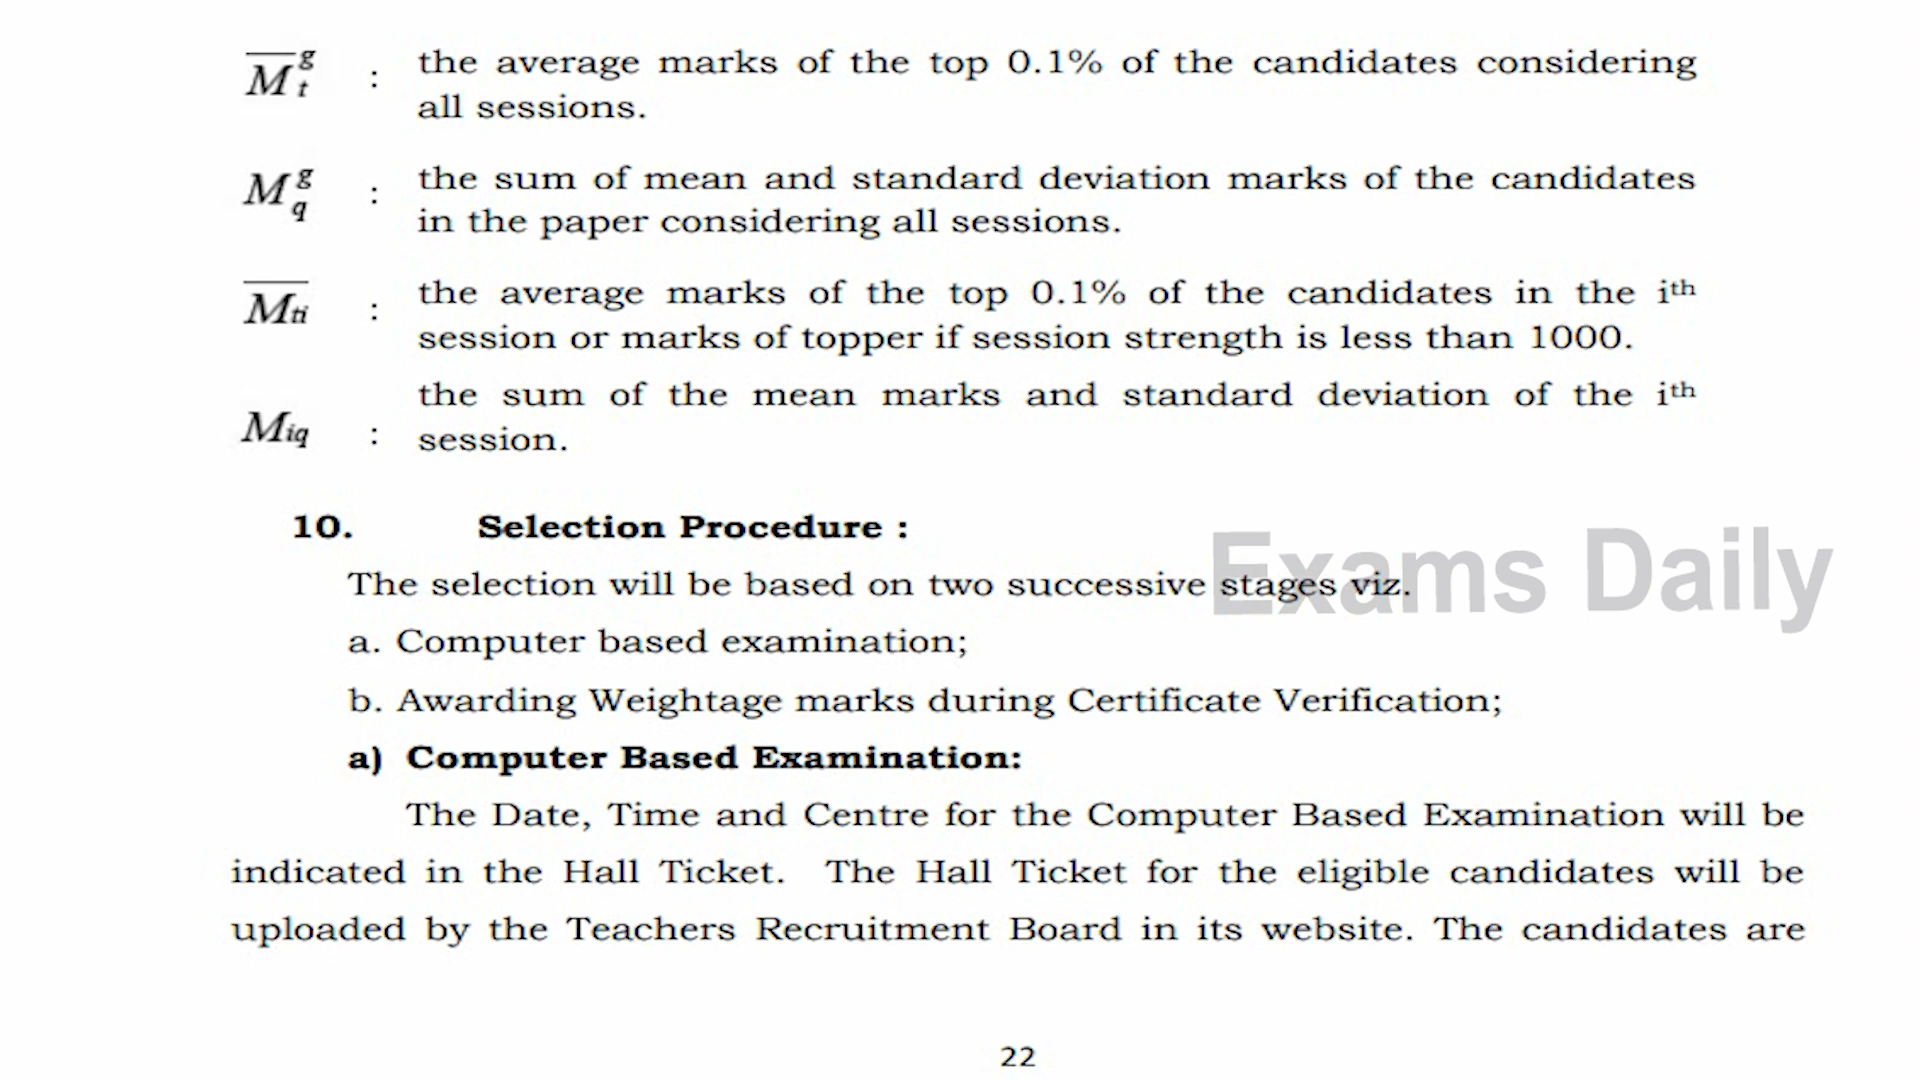 M̅ᵍₜ : the average marks of the top 0.1% of the candidates considering
all sessions.
Mᵍ_q : the sum of mean and standard deviation marks of the candidates
in the paper considering all sessions.
M̅ti : the average marks of the top 0.1% of the candidates in the iᵗʰ
session or marks of topper if session strength is less than 1000.
the sum of the mean marks and standard deviation of the iᵗʰ
Miq : session.
10. Selection Procedure :
Exams Daily
The selection will be based on two successive stages viz.
a. Computer based examination;
b. Awarding Weightage marks during Certificate Verification;
a) Computer Based Examination:
The Date, Time and Centre for the Computer Based Examination will be
indicated in the Hall Ticket. The Hall Ticket for the eligible candidates will be
uploaded by the Teachers Recruitment Board in its website. The candidates are
22